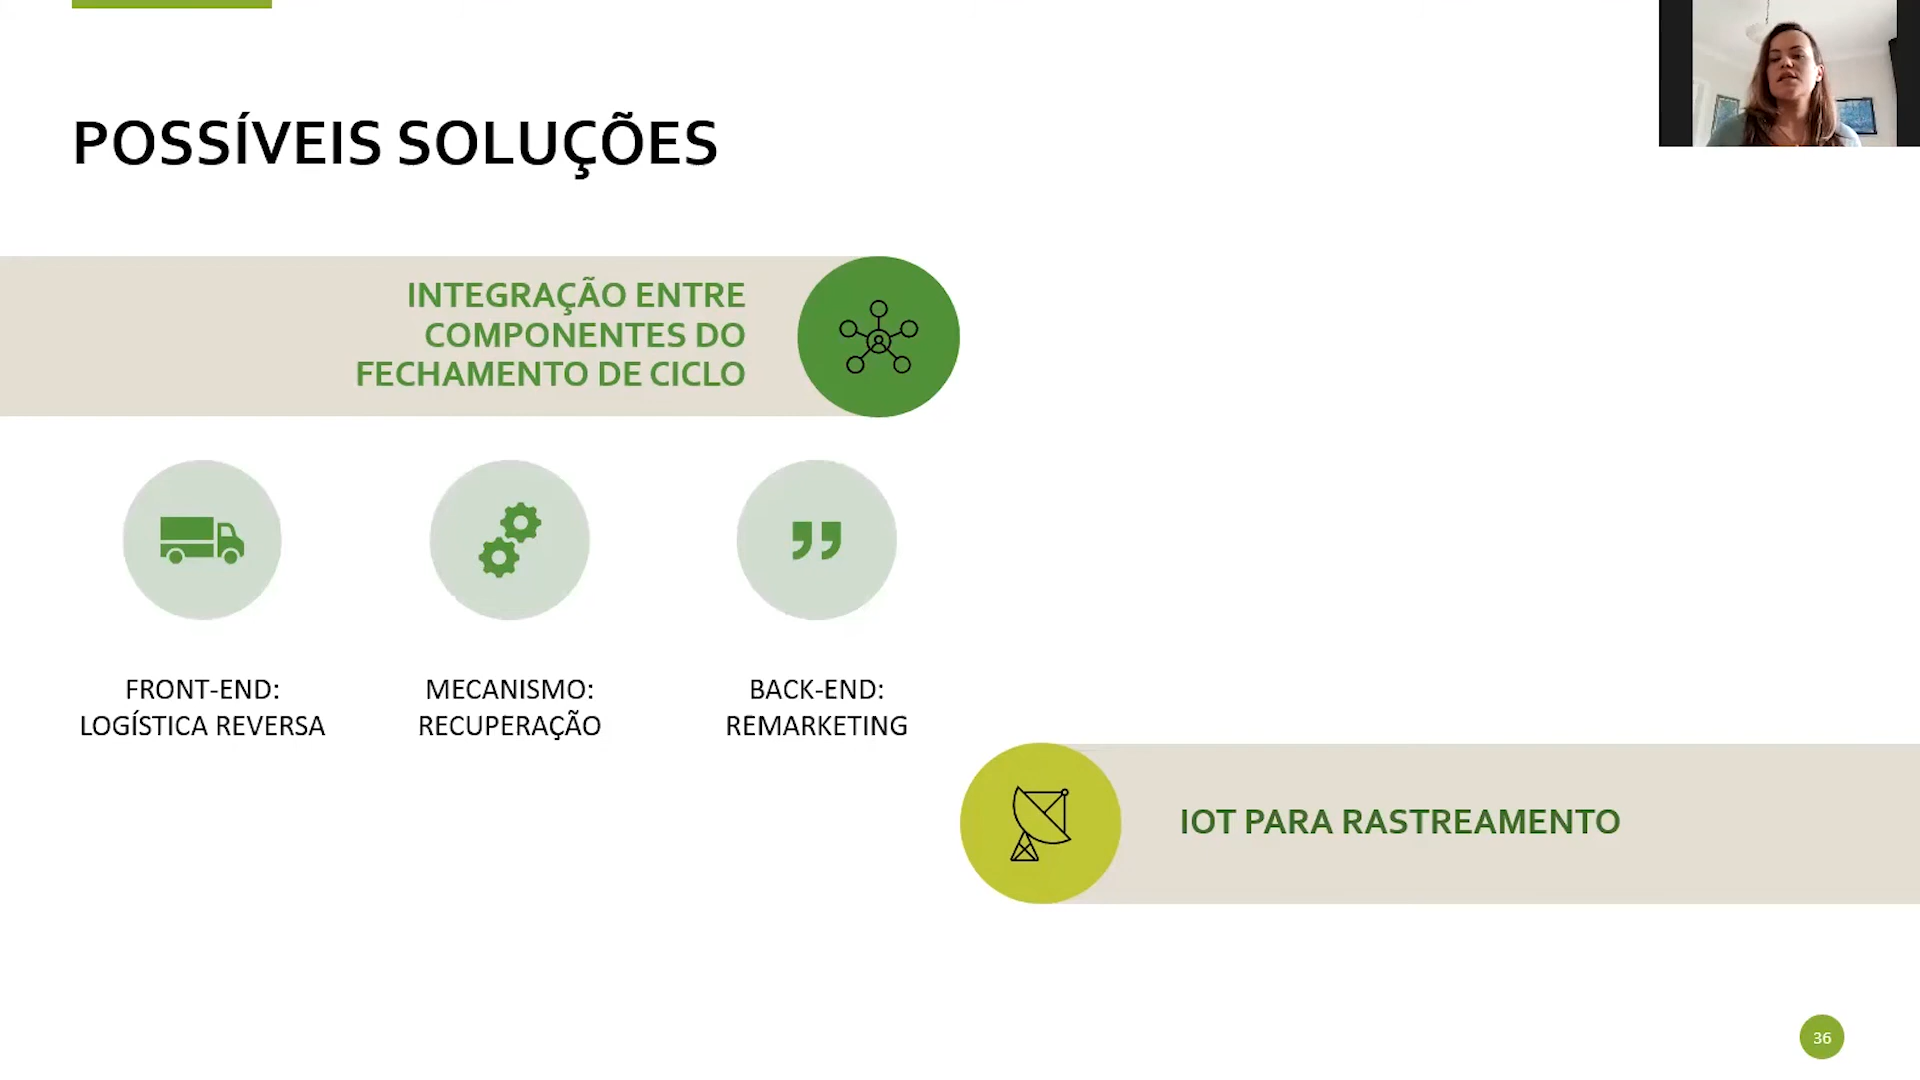 POSSÍVEIS SOLUÇÕES
INTEGRAÇÃO ENTRE
COMPONENTES DO
FECHAMENTO DE CICLO
FRONT-END:
LOGÍSTICA REVERSA
MECANISMO:
RECUPERAÇÃO
BACK-END:
REMARKETING
IOT PARA RASTREAMENTO
36